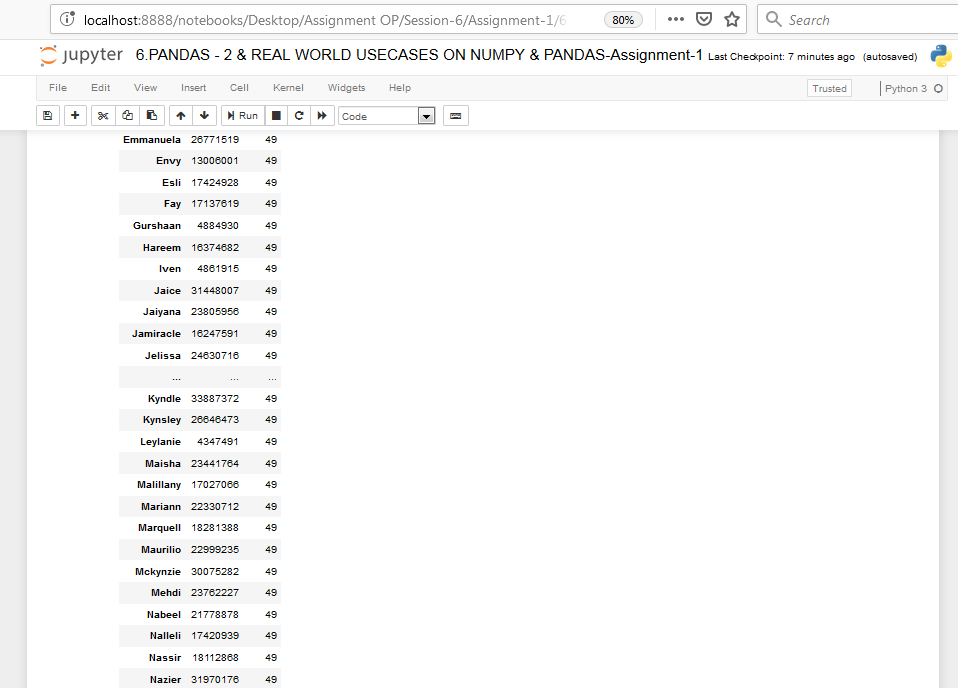 localhost:8888/notebooks/Desktop/Assignment OP/Session-6/Assignment-1/6 80% Search
jupyter 6.PANDAS - 2 & REAL WORLD USECASES ON NUMPY & PANDAS-Assignment-1 Last Checkpoint: 7 minutes ago (autosaved)
File Edit View Insert Cell Kernel Widgets Help Trusted Python 3
Run Code
Emmanuela 26771519 49
Envy 13006001 49
Esli 17424928 49
Fay 17137619 49
Gurshaan 4884930 49
Hareem 16374682 49
Iven 4861915 49
Jaice 31448007 49
Jaiyana 23805956 49
Jamiracle 16247591 49
Jelissa 24630716 49
... ... ...
Kyndle 33887372 49
Kynsley 26646473 49
Leylanie 4347491 49
Maisha 23441764 49
Malillany 17027066 49
Mariann 22330712 49
Marquell 18281388 49
Maurilio 22999235 49
Mckynzie 30075282 49
Mehdi 23762227 49
Nabeel 21778878 49
Nalleli 17420939 49
Nassir 18112868 49
Nazier 31970176 49